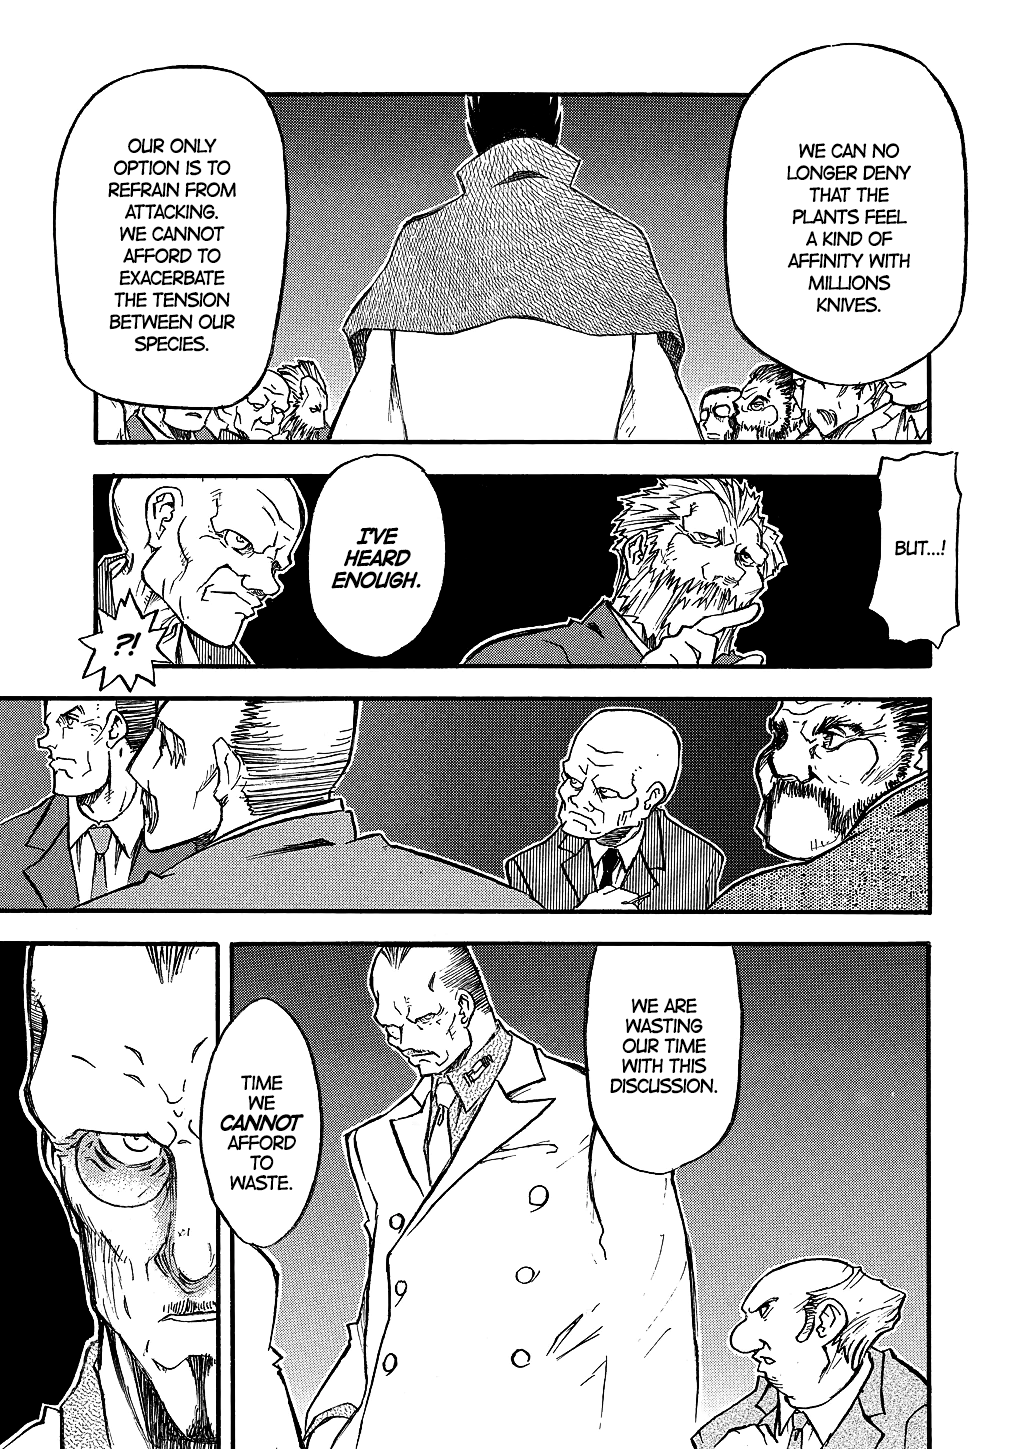 WE CAN NO
LONGER DENY
THAT THE
PLANTS FEEL
A KIND OF
AFFINITY WITH
MILLIONS
KNIVES.
OUR ONLY
OPTION IS TO
REFRAIN FROM
ATTACKING.
WE CANNOT
AFFORD TO
EXACERBATE
THE TENSION
BETWEEN OUR
SPECIES.
BUT...!
I'VE
HEARD
ENOUGH.
?!
WE ARE
WASTING
OUR TIME
WITH THIS
DISCUSSION.
TIME
WE
CANNOT
AFFORD
TO
WASTE.